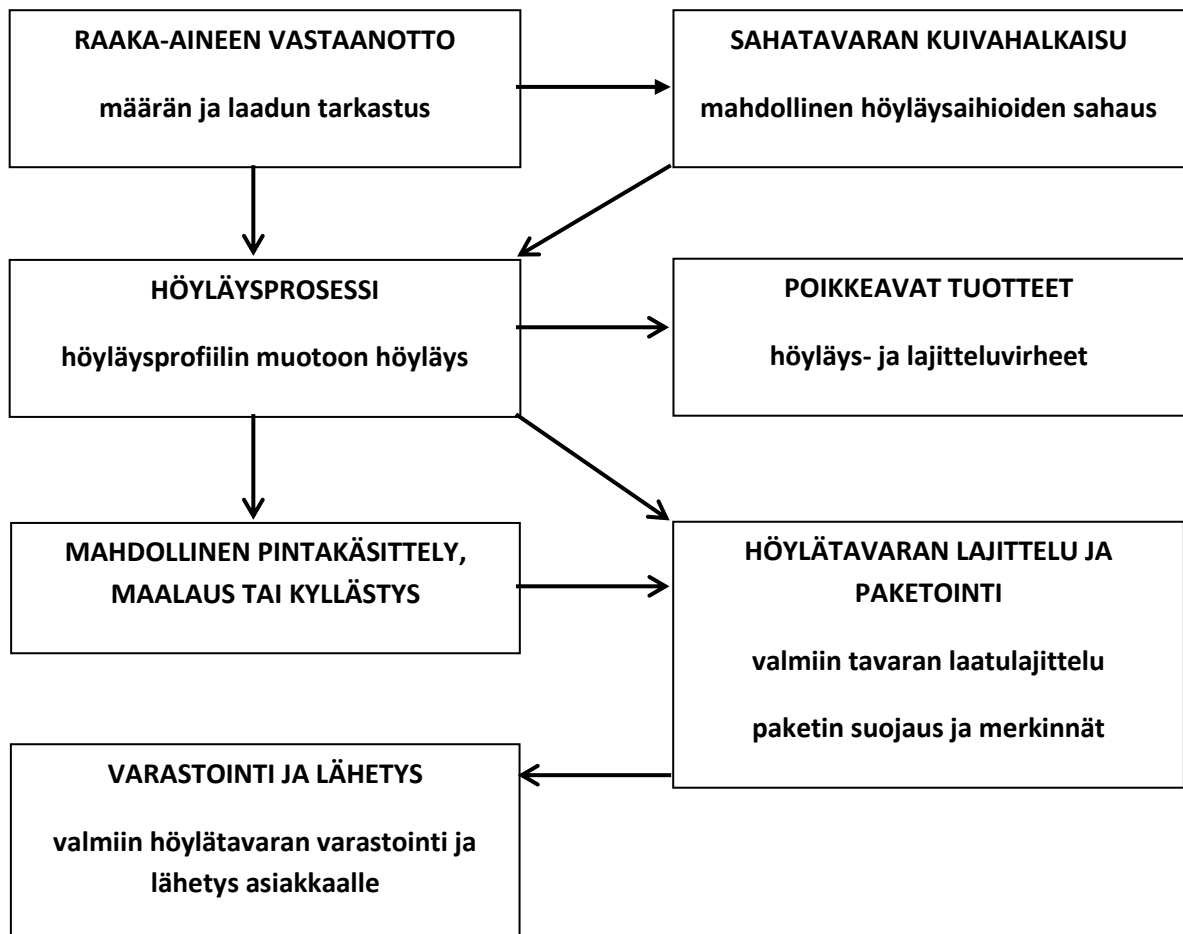 RAAKA-AINEEN VASTAANOTTO
määrän ja laadun tarkastus
SAHATAVARAN KUIVAHALKAISU
mahdollinen höyläysaihioiden sahaus
HÖYLÄYSPROSESSI
höyläysprofiilin muotoon höyläys
POIKKEAVAT TUOTTEET
höyläys- ja lajitteluvirheet
MAHDOLLINEN PINTAKÄSITTELY,
MAALAUS TAI KYLLÄSTYS
HÖYLÄTAVARAN LAJITTELU JA
PAKETOINTI
valmiin tavaran laatulajittelu
paketin suojaus ja merkinnät
VARASTOINTI JA LÄHETYS
valmiin höylätavaran varastointi ja
lähetys asiakkaalle